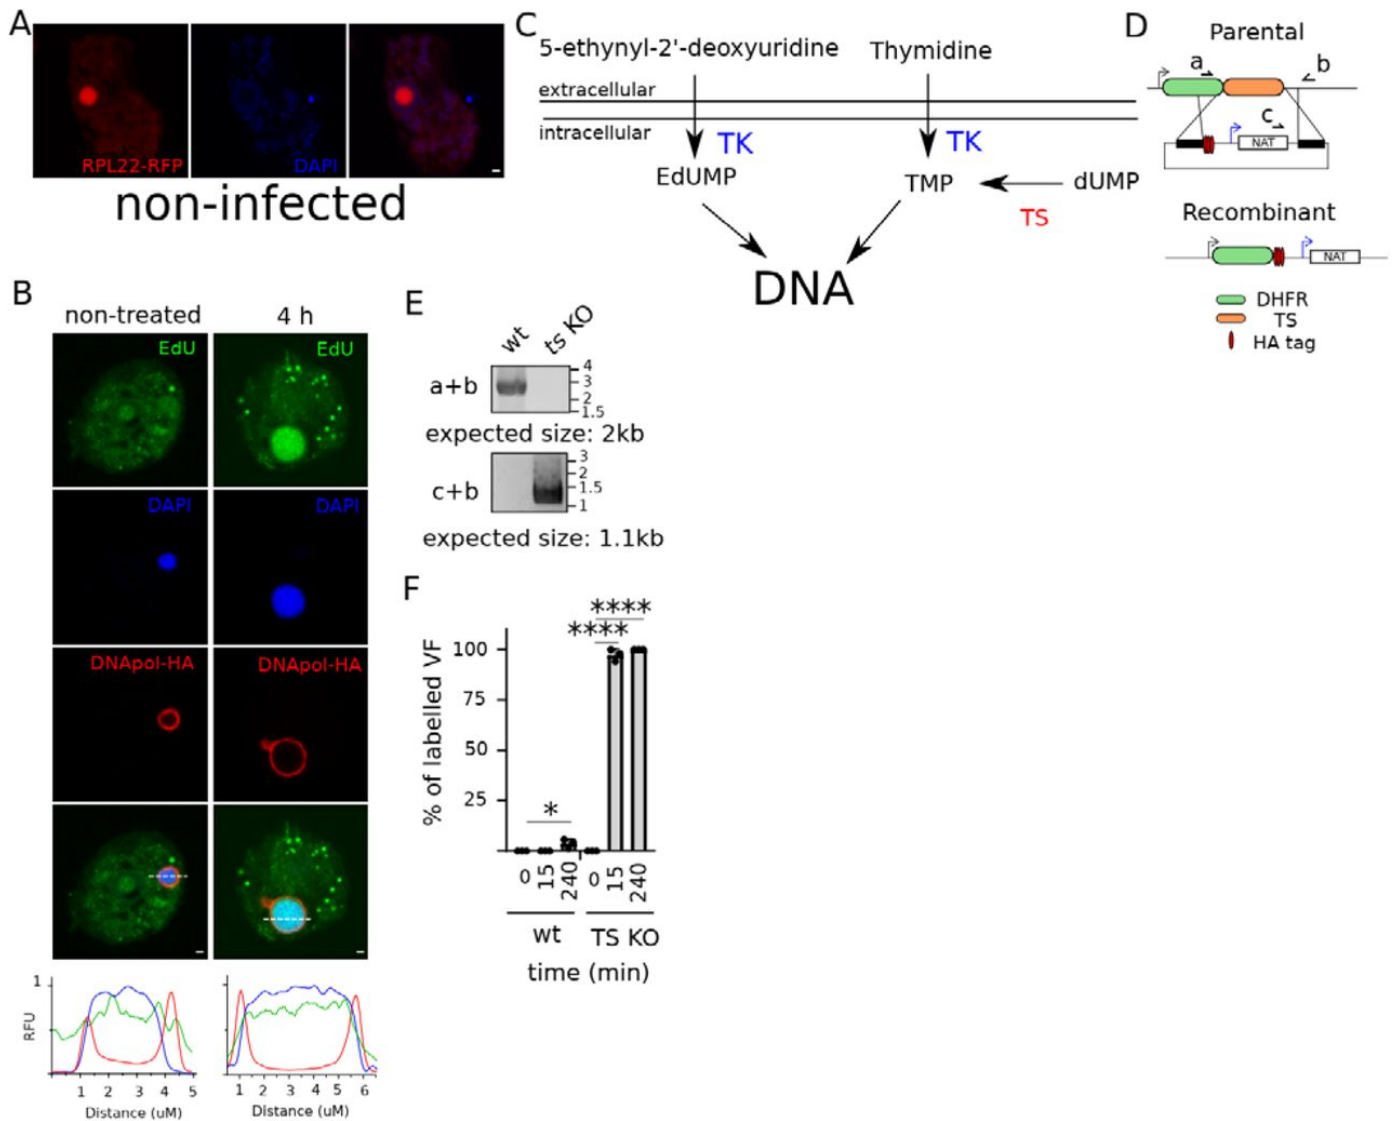 A
RPL22-RFP
DAPI
non-infected
B
non-treated
4 h
EdU
EdU
DAPI
DAPI
DNApol-HA
DNApol-HA
1
RFU
1 2 3 4 5
Distance (uM)
1 2 3 4 5 6
Distance (uM)
C
5-ethynyl-2'-deoxyuridine
Thymidine
extracellular
intracellular
TK
TK
EdUMP
TMP
dUMP
TS
DNA
D
Parental
a
b
c
NAT
Recombinant
NAT
DHFR
TS
HA tag
E
wt
ts KO
a+b
4
3
2
1.5
expected size: 2kb
c+b
3
2
1.5
1
expected size: 1.1kb
F
% of labelled VF
100
75
50
25
*
****
****
0 15 240 0 15 240
wt
TS KO
time (min)